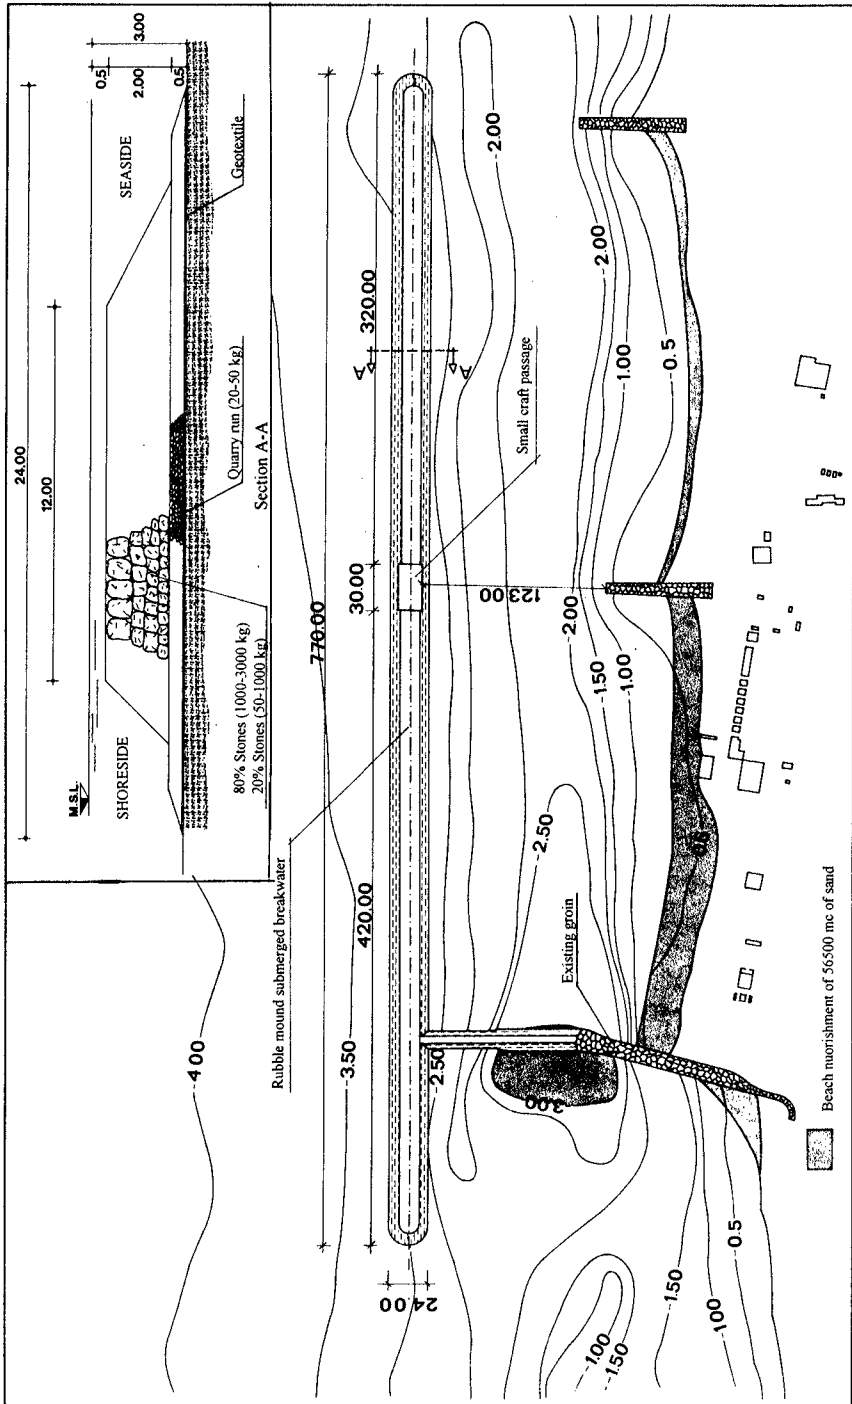 24.00
12.00
3.00
0.5
2.00
0.5
M.S.L.
SHORESIDE
SEASIDE
Geotextile
Quarry run (20-50 kg)
80% Stones (1000-3000 kg)
20% Stones (50-1000 kg)
Section A-A
-400
Rubble mound submerged breakwater
-3.50
770.00
420.00
30.00
320.00
A
A
24.00
-2.50
Small craft passage
-2.00
123.00
-2.50
Existing groin
-3.00
-2.00
-2.00
-1.50
-1.00
-1.00
-0.5
-1.00
-1.50
-1.50
-100
-0.5
0.5
Beach nuorishment of 56500 mc of sand